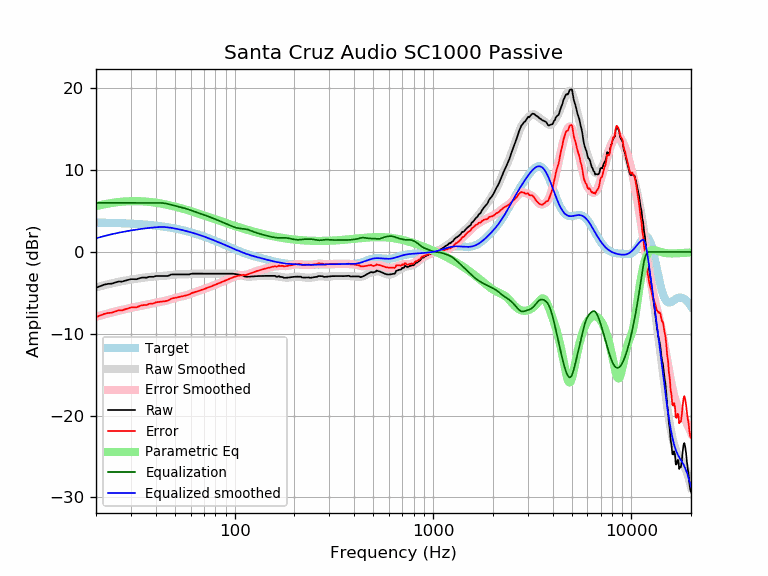 Santa Cruz Audio SC1000 Passive
Amplitude (dBr)
20
10
0
−10
−20
−30
Target
Raw Smoothed
Error Smoothed
Raw
Error
Parametric Eq
Equalization
Equalized smoothed
100 1000 10000
Frequency (Hz)